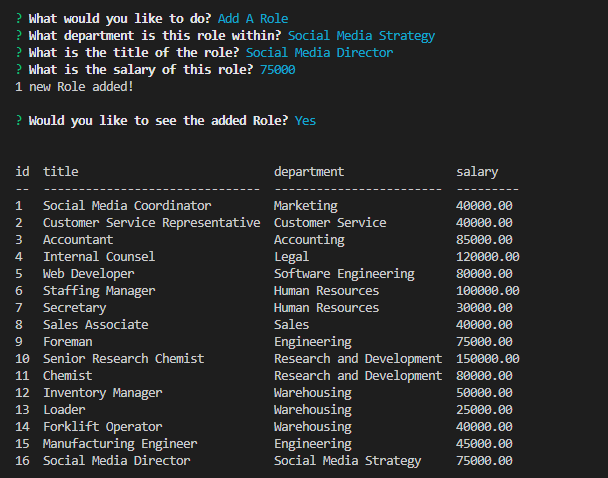 ? What would you like to do? Add A Role
? What department is this role within? Social Media Strategy
? What is the title of the role? Social Media Director
? What is the salary of this role? 75000
1 new Role added!
? Would you like to see the added Role? Yes
id  title                           department                salary
--  ------------------------------  ------------------------  ---------
1   Social Media Coordinator        Marketing                 40000.00
2   Customer Service Representative  Customer Service          40000.00
3   Accountant                      Accounting                85000.00
4   Internal Counsel                Legal                     120000.00
5   Web Developer                   Software Engineering      80000.00
6   Staffing Manager                Human Resources           100000.00
7   Secretary                       Human Resources           30000.00
8   Sales Associate                 Sales                     40000.00
9   Foreman                         Engineering               75000.00
10  Senior Research Chemist         Research and Development  150000.00
11  Chemist                         Research and Development  80000.00
12  Inventory Manager               Warehousing               50000.00
13  Loader                          Warehousing               25000.00
14  Forklift Operator               Warehousing               40000.00
15  Manufacturing Engineer          Engineering               45000.00
16  Social Media Director           Social Media Strategy     75000.00